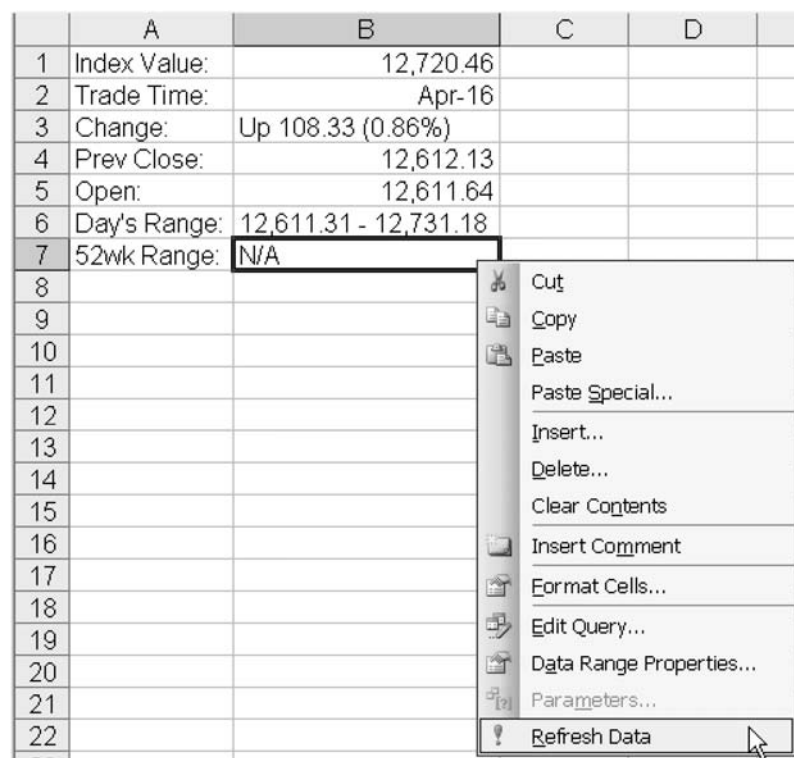 A B C D
1 Index Value: 12,720.46
2 Trade Time: Apr-16
3 Change: Up 108.33 (0.86%)
4 Prev Close: 12,612.13
5 Open: 12,611.64
6 Day's Range: 12,611.31 - 12,731.18
7 52wk Range: N/A
8
9
10
11
12
13
14
15
16
17
18
19
20
21
22
Cut
Copy
Paste
Paste Special...
Insert...
Delete...
Clear Contents
Insert Comment
Format Cells...
Edit Query...
Data Range Properties...
Parameters...
Refresh Data